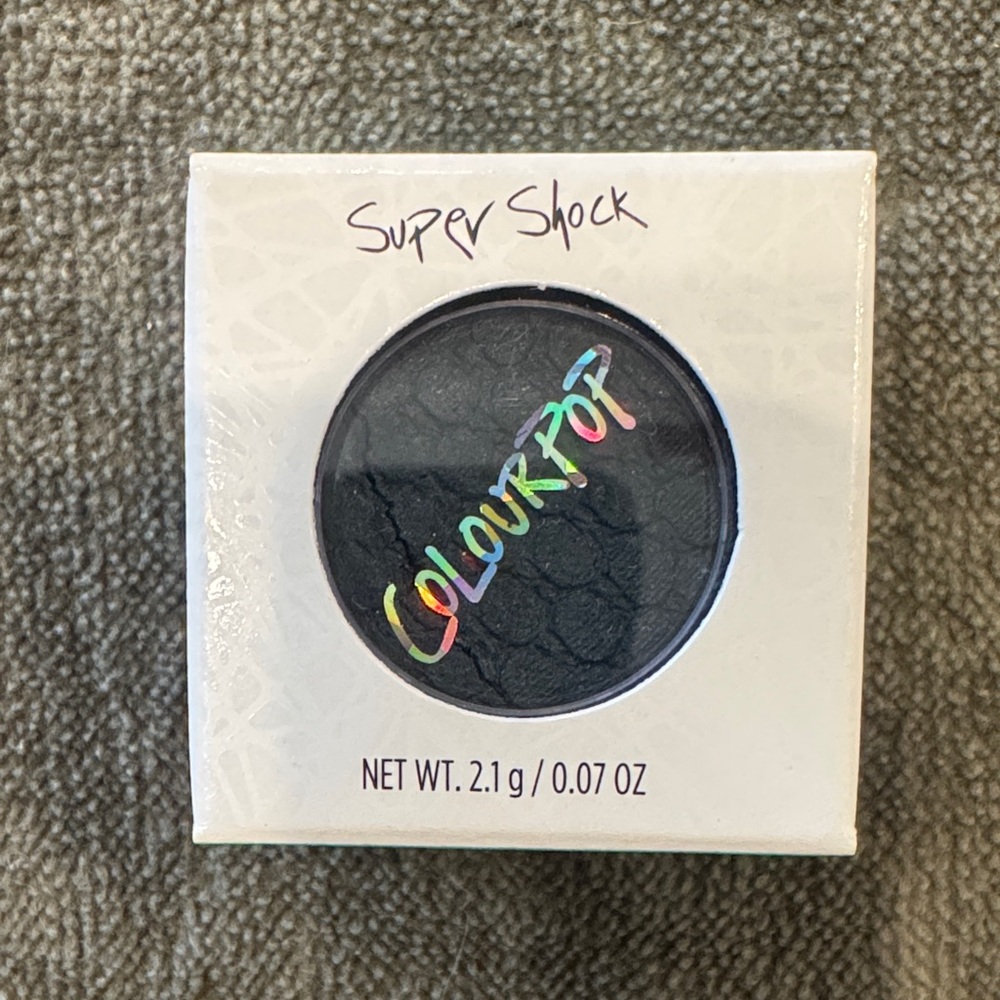 Super Shock
COLOURPOP
NET WT. 2.1 g / 0.07 OZ